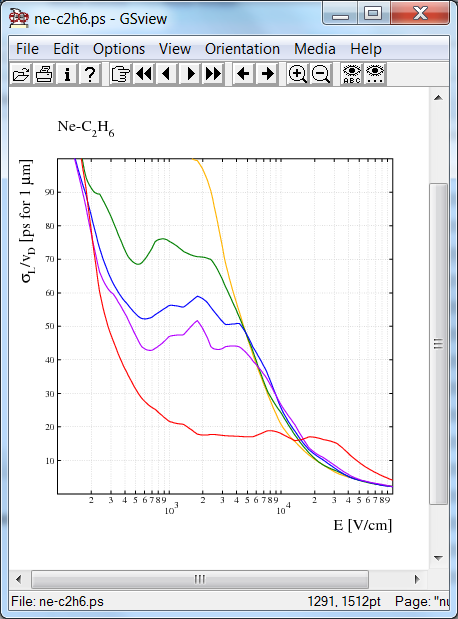 ne-c2h6.ps - GSview
File Edit Options View Orientation Media Help
i ? ABC
Ne-C₂H₆
σL/vD [ps for 1 μm]
90
80
70
60
50
40
30
20
10
2 3 4 5 6 7 8 9 10³ 2 3 4 5 6 7 8 9 10⁴ 2 3 4 5 6 7 8 9
E [V/cm]
File: ne-c2h6.ps 1291, 1512pt Page: "nu